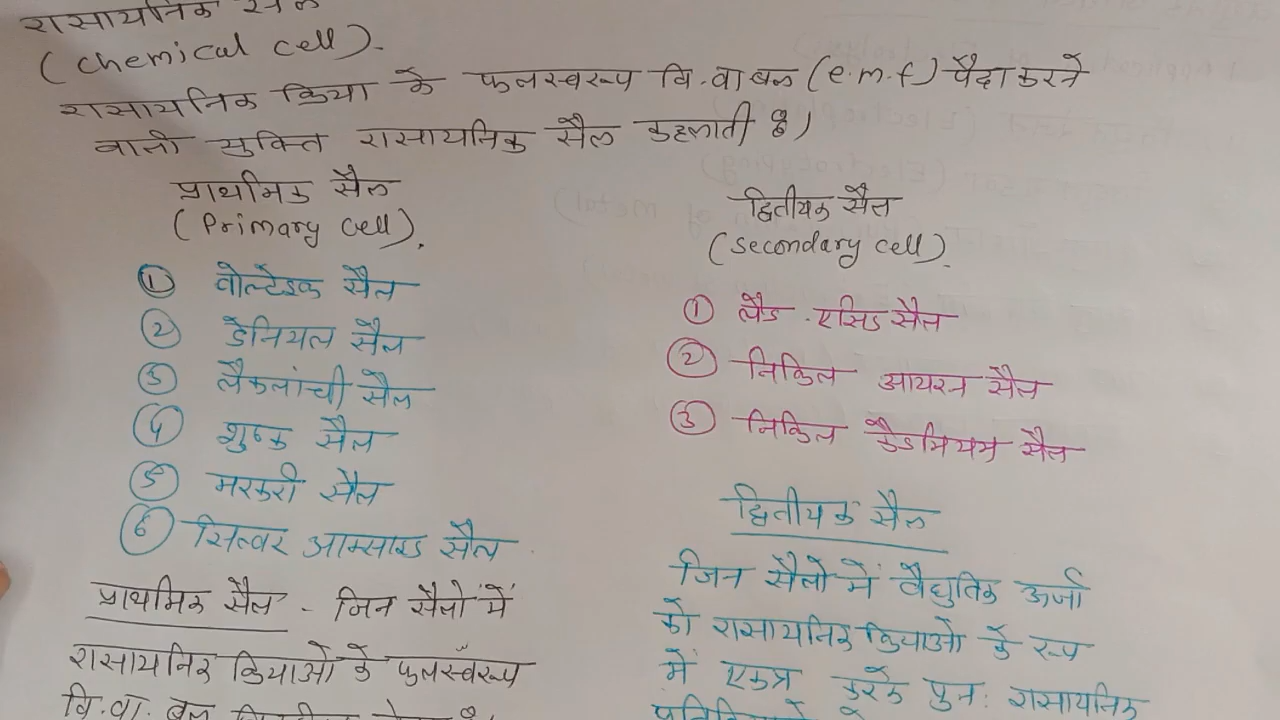 रासायनिक सैल
(Chemical cell).
रासायनिक क्रिया के फलस्वरूप वि.वा बल (e.m.f) पैदा करने
वाली युक्ति रासायनिक सैल कहलाती है।
प्राथमिक सैल
(Primary cell).
① वोल्टेइक सैल
② डेनियल सैल
③ लैकलांची सैल
④ शुष्क सैल
⑤ मरकरी सैल
⑥ सिल्वर आक्साइड सैल
प्राथमिक सैल - जिन सैलों में
रासायनिक क्रियाओं के फलस्वरूप
वि.वा. बल
द्वितीयक सैल
(Secondary cell).
① लैड एसिड सैल
② निकिल आयरन सैल
③ निकिल कैडमियम सैल
द्वितीयक सैल
जिन सैलों में वैधुतिक ऊर्जा
को रासायनिक क्रियाओं के रूप
में एकत्र करके पुनः रासायनिक